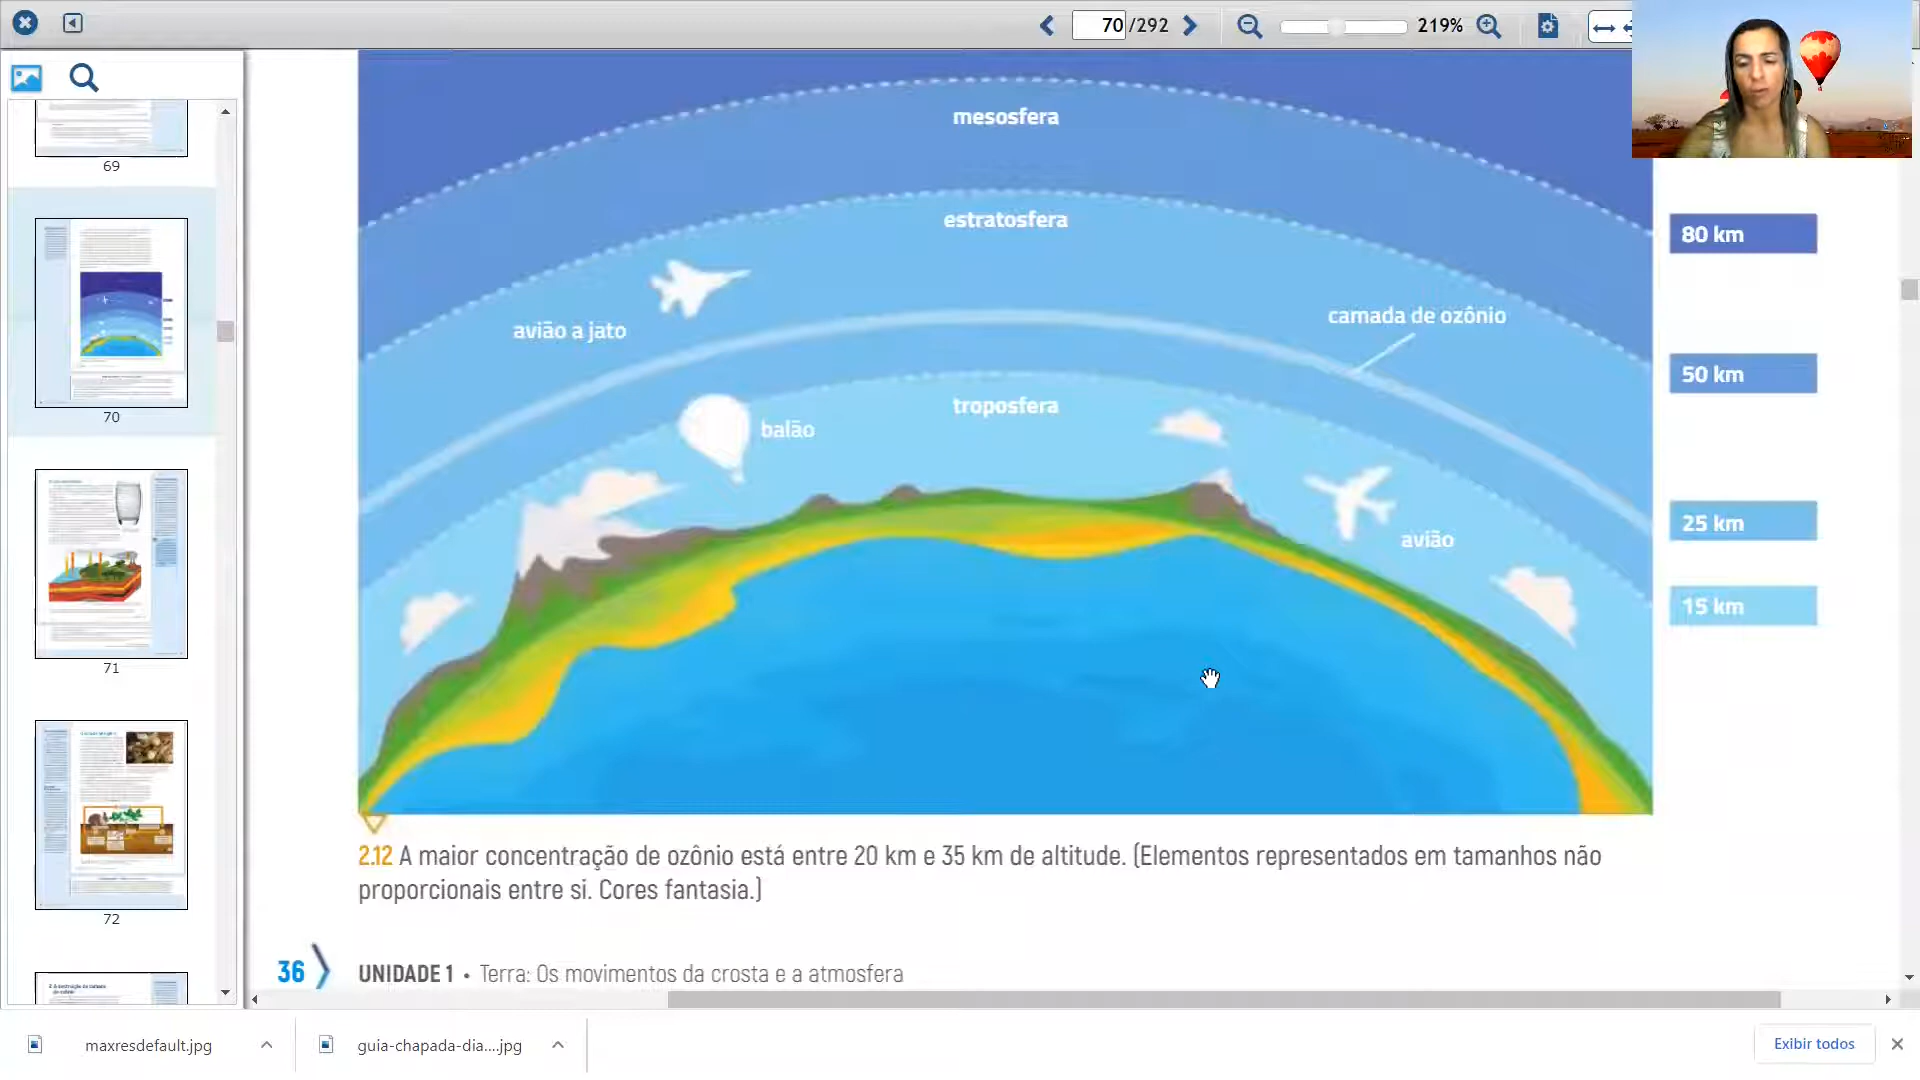 70 /292
219%
69
70
71
72
mesosfera
estratosfera
avião a jato
camada de ozônio
troposfera
balão
avião
80 km
50 km
25 km
15 km
2.12 A maior concentração de ozônio está entre 20 km e 35 km de altitude. (Elementos representados em tamanhos não
proporcionais entre si. Cores fantasia.)
36 UNIDADE 1 • Terra: Os movimentos da crosta e a atmosfera
maxresdefault.jpg
guia-chapada-dia....jpg
Exibir todos